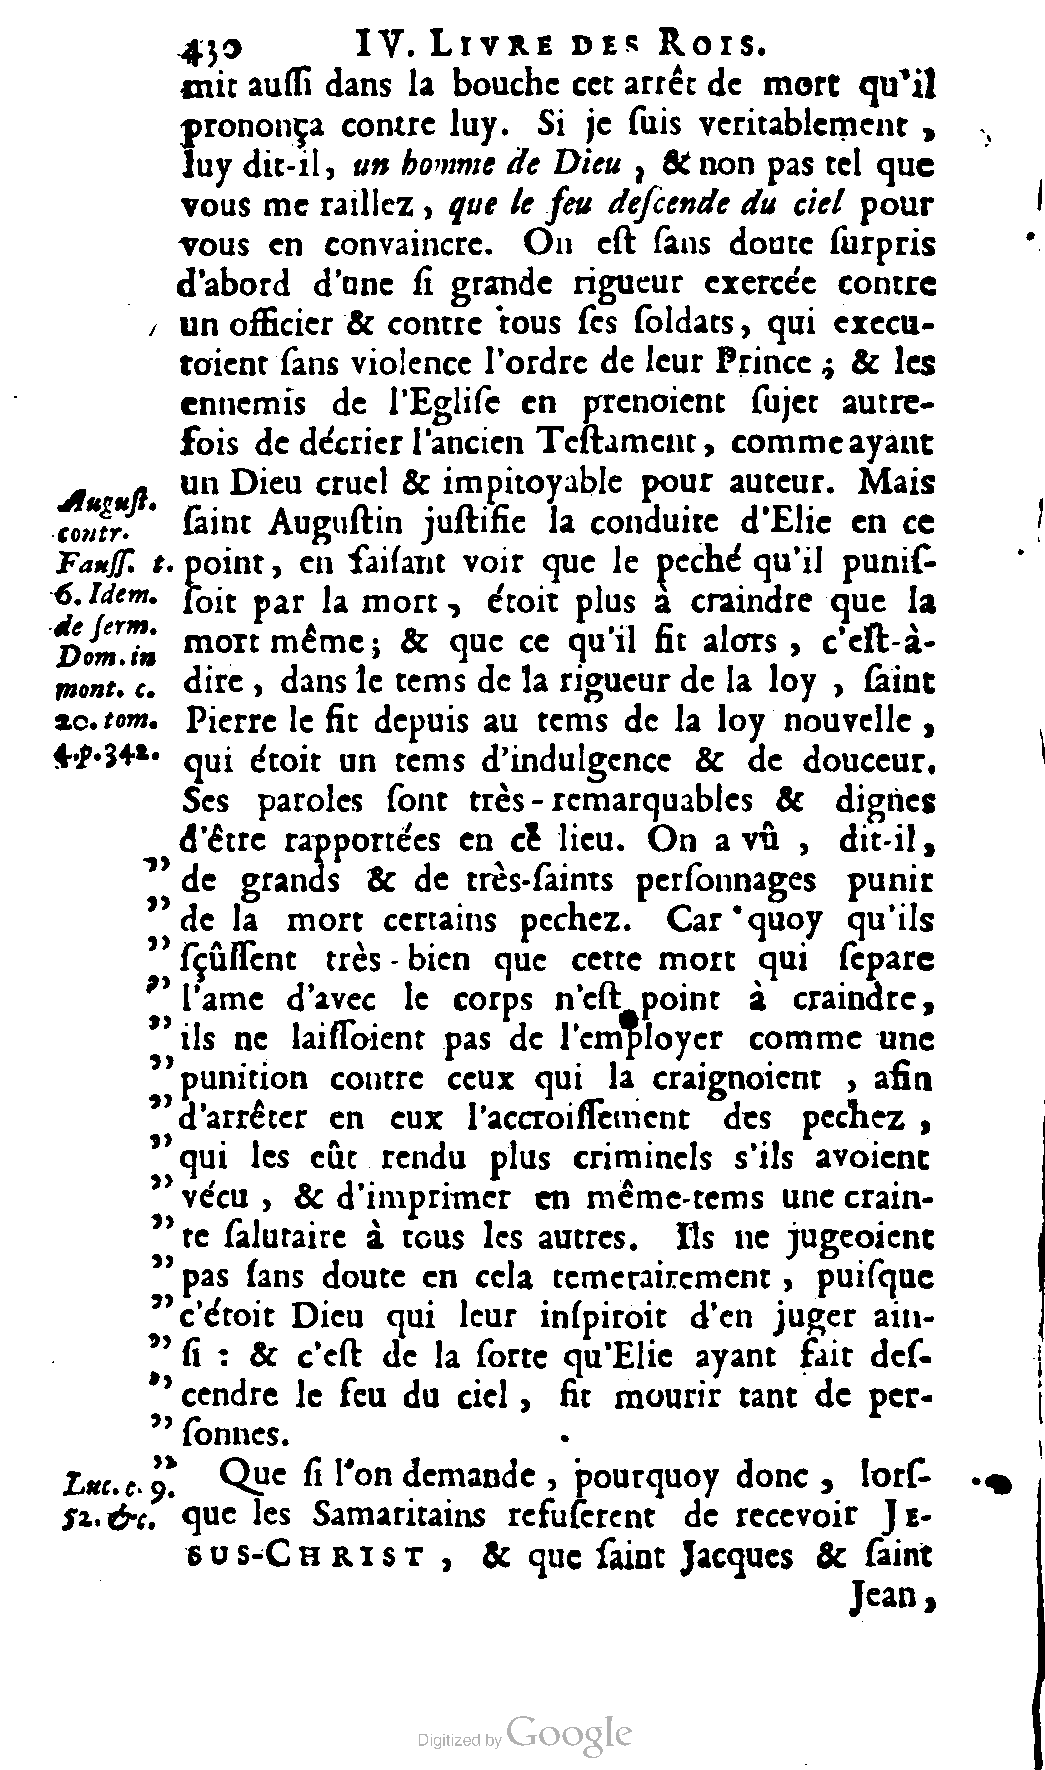 430 IV. LIVRE DES ROIS.
mit auſſi dans la bouche cet arrêt de mort qu'il
prononça contre luy. Si je ſuis veritablement,
luy dit-il, un homme de Dieu, & non pas tel que
vous me raillez, que le feu deſcende du ciel pour
vous en convaincre. On eſt ſans doute ſurpris
d'abord d'une ſi grande rigueur exercée contre
un officier & contre tous ſes ſoldats, qui execu-
toient ſans violence l'ordre de leur Prince; & les
ennemis de l'Egliſe en prenoient ſujet autre-
fois de décrier l'ancien Teſtament, comme ayant
un Dieu cruel & impitoyable pour auteur. Mais
ſaint Auguſtin juſtifie la conduite d'Elie en ce
point, en faiſant voir que le peché qu'il puniſ-
ſoit par la mort, étoit plus à craindre que la
mort même; & que ce qu'il fit alors, c'eſt-à-
dire, dans le tems de la rigueur de la loy, ſaint
Pierre le fit depuis au tems de la loy nouvelle,
qui étoit un tems d'indulgence & de douceur.
Ses paroles ſont très-remarquables & dignes
d'être rapportées en ce lieu. On a vû, dit-il,
" de grands & de très-ſaints perſonnages punir
" de la mort certains pechez. Car quoy qu'ils
" ſçûſſent très-bien que cette mort qui ſepare
" l'ame d'avec le corps n'eſt point à craindre,
" ils ne laiſſoient pas de l'employer comme une
" punition contre ceux qui la craignoient, afin
" d'arrêter en eux l'accroiſſement des pechez,
" qui les eût rendu plus criminels s'ils avoient
" vécu, & d'imprimer en même-tems une crain-
" te ſalutaire à tous les autres. Ils ne jugeoient
" pas ſans doute en cela temerairement, puiſque
" c'étoit Dieu qui leur inſpiroit d'en juger ain-
" ſi : & c'eſt de la ſorte qu'Elie ayant fait deſ-
" cendre le feu du ciel, fit mourir tant de per-
" ſonnes.
" Que ſi l'on demande, pourquoy donc, lorſ-
que les Samaritains refuſerent de recevoir JE-
SUS-CHRIST, & que ſaint Jacques & ſaint
Jean,
Auguſt.
contr.
Fauſſ. t.
6. Idem.
de ſerm.
Dom. in
mont. c.
20. tom.
4. p. 342.
Luc. c. 9.
52. &c.
Digitized by Google